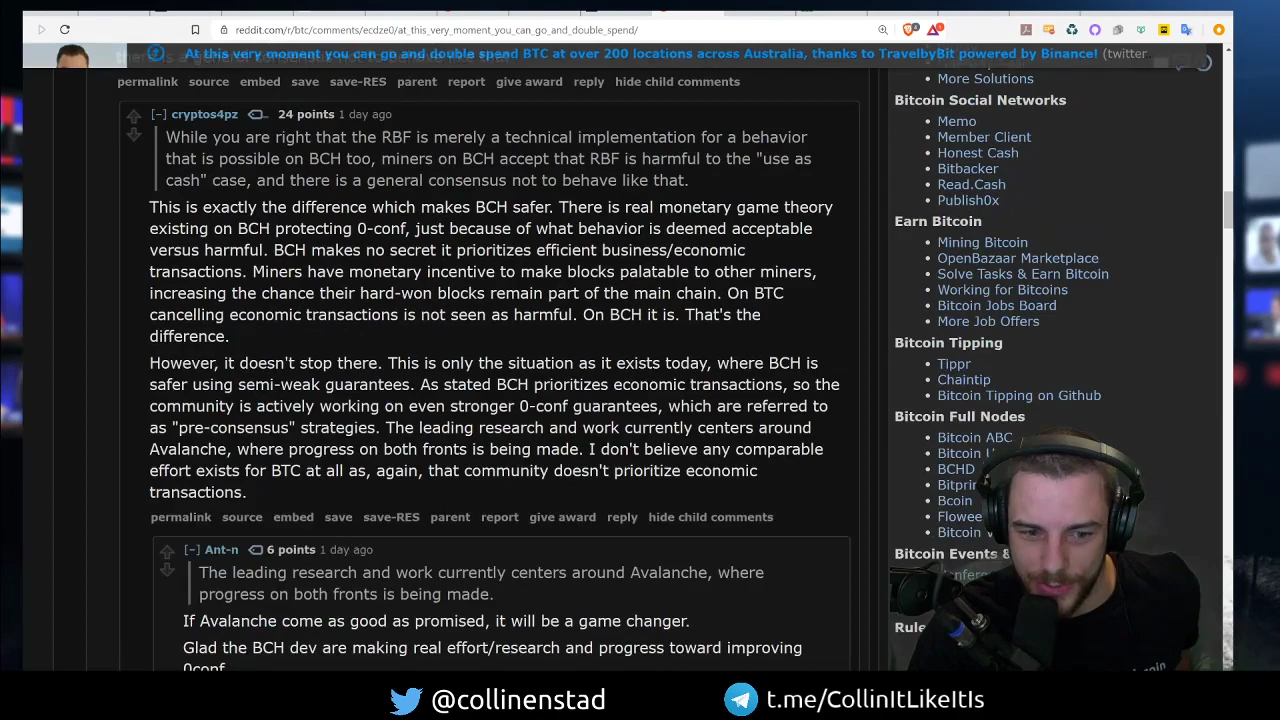 reddit.com/r/btc/comments/ecdze0/at_this_very_moment_you_can_go_and_double_spend/
At this very moment you can go and double spend BTC at over 200 locations across Australia, thanks to TravelbyBit powered by Binance! (twitter.
permalink source embed save save-RES parent report give award reply hide child comments
[–] cryptos4pz 24 points 1 day ago
While you are right that the RBF is merely a technical implementation for a behavior
that is possible on BCH too, miners on BCH accept that RBF is harmful to the "use as
cash" case, and there is a general consensus not to behave like that.
This is exactly the difference which makes BCH safer. There is real monetary game theory
existing on BCH protecting 0-conf, just because of what behavior is deemed acceptable
versus harmful. BCH makes no secret it prioritizes efficient business/economic
transactions. Miners have monetary incentive to make blocks palatable to other miners,
increasing the chance their hard-won blocks remain part of the main chain. On BTC
cancelling economic transactions is not seen as harmful. On BCH it is. That's the
difference.
However, it doesn't stop there. This is only the situation as it exists today, where BCH is
safer using semi-weak guarantees. As stated BCH prioritizes economic transactions, so the
community is actively working on even stronger 0-conf guarantees, which are referred to
as "pre-consensus" strategies. The leading research and work currently centers around
Avalanche, where progress on both fronts is being made. I don't believe any comparable
effort exists for BTC at all as, again, that community doesn't prioritize economic
transactions.
permalink source embed save save-RES parent report give award reply hide child comments
[–] Ant-n 6 points 1 day ago
The leading research and work currently centers around Avalanche, where
progress on both fronts is being made.
If Avalanche come as good as promised, it will be a game changer.
Glad the BCH dev are making real effort/research and progress toward improving
0conf
More Solutions
Bitcoin Social Networks
Memo
Member Client
Honest Cash
Bitbacker
Read.Cash
Publish0x
Earn Bitcoin
Mining Bitcoin
OpenBazaar Marketplace
Solve Tasks & Earn Bitcoin
Working for Bitcoins
Bitcoin Jobs Board
More Job Offers
Bitcoin Tipping
Tippr
Chaintip
Bitcoin Tipping on Github
Bitcoin Full Nodes
Bitcoin ABC
Bitcoin U
BCHD
Bitpri
Bcoin
Flowee
Bitcoin V
Bitcoin Events &
Rule
@collinenstad
t.me/CollinItLikeItIs